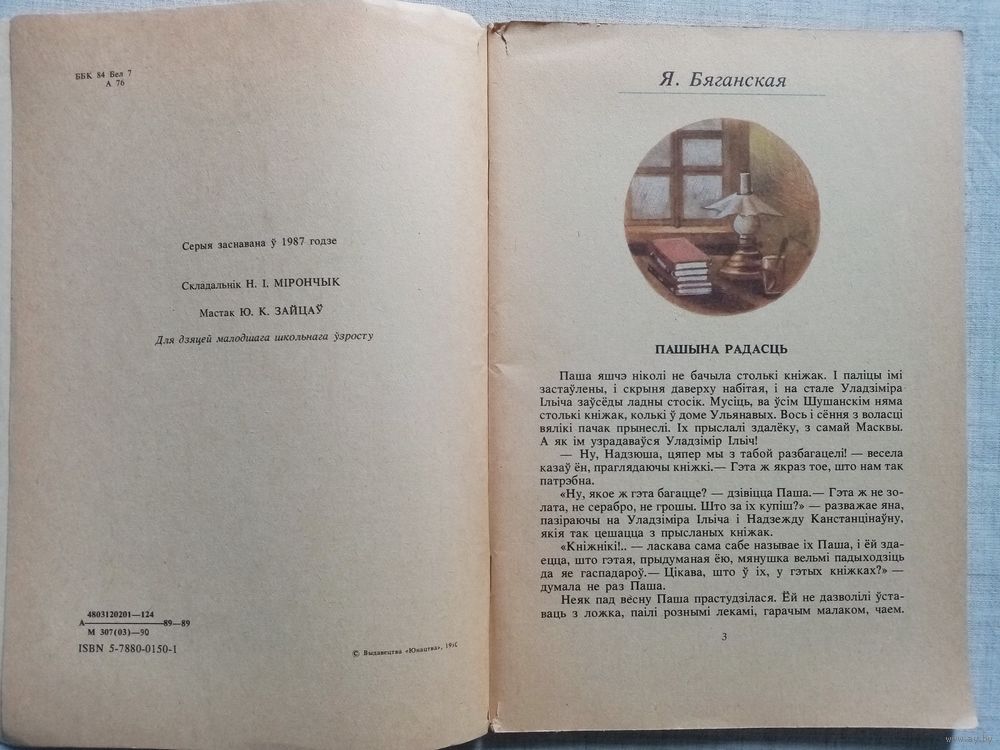 ББК 84 Бел 7
А 76
Серыя заснавана ў 1987 годзе
Складальнік Н. І. МІРОНЧЫК
Мастак Ю. К. ЗАЙЦАЎ
Для дзяцей малодшага школьнага ўзросту
4803120201—124
А 89—89
М 307(03)—90
ISBN 5-7880-0150-1
© Выдавецтва «Юнацтва»,
Я. Бяганская
ПАШЫНА РАДАСЦЬ
Паша яшчэ ніколі не бачыла столькі кніжак. І паліцы імі
застаўлены, і скрыня даверху набітая, і на стале Уладзіміра
Ільіча заўсёды ладны стосік. Мусіць, ва ўсім Шушанскім няма
столькі кніжак, колькі ў доме Ульянавых. Вось і сёння з воласці
вялікі пачак прынеслі. Іх прыслалі здалёку, з самай Масквы.
А як ім узрадаваўся Уладзімір Ільіч!
— Ну, Надзюша, цяпер мы з табой разбагацелі! — весела
казаў ён, праглядаючы кніжкі.— Гэта ж якраз тое, што нам так
патрэбна.
«Ну, якое ж гэта багацце? — дзівіцца Паша.— Гэта ж не зо-
лата, не серабро, не грошы. Што за іх купіш?» — разважае яна,
пазіраючы на Уладзіміра Ільіча і Надзежду Канстанцінаўну,
якія так цешацца з прысланых кніжак.
«Кніжнікі!.. — ласкава сама сабе называе іх Паша, і ёй зда-
ецца, што гэтая, прыдуманая ёю, мянушка вельмі падыходзіць
да яе гаспадароў.— Цікава, што ў іх, у гэтых кніжках?» —
думала не раз Паша.
Неяк пад вёсну Паша прастудзілася. Ёй не дазволілі ўста-
ваць з ложка, паілі рознымі лекамі, гарачым малаком, чаем.
3
www.ay.by